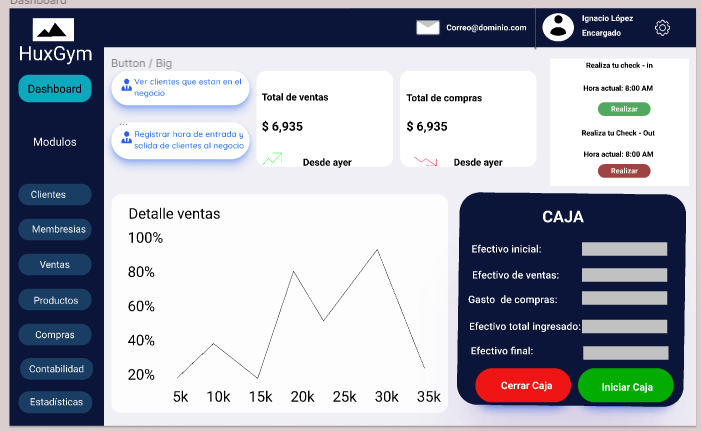 Dashboard
HuxGym
Dashboard
Modulos
Clientes
Membresias
Ventas
Productos
Compras
Contabilidad
Estadísticas
Correo@dominio.com
Ignacio López
Encargado
Button / Big
Ver clientes que estan en el
negocio
...
Registrar hora de entrada y
salida de clientes al negocio
Total de ventas
$ 6,935
Desde ayer
Total de compras
$ 6,935
Desde ayer
Realiza tu check - in
Hora actual: 8:00 AM
Realizar
Realiza tu Check - Out
Hora actual: 8:00 AM
Realizar
Detalle ventas
100%
80%
60%
40%
20%
5k 10k 15k 20k 25k 30k 35k
CAJA
Efectivo inicial:
Efectivo de ventas:
Gasto de compras:
Efectivo total ingresado:
Efectivo final:
Cerrar Caja
Iniciar Caja